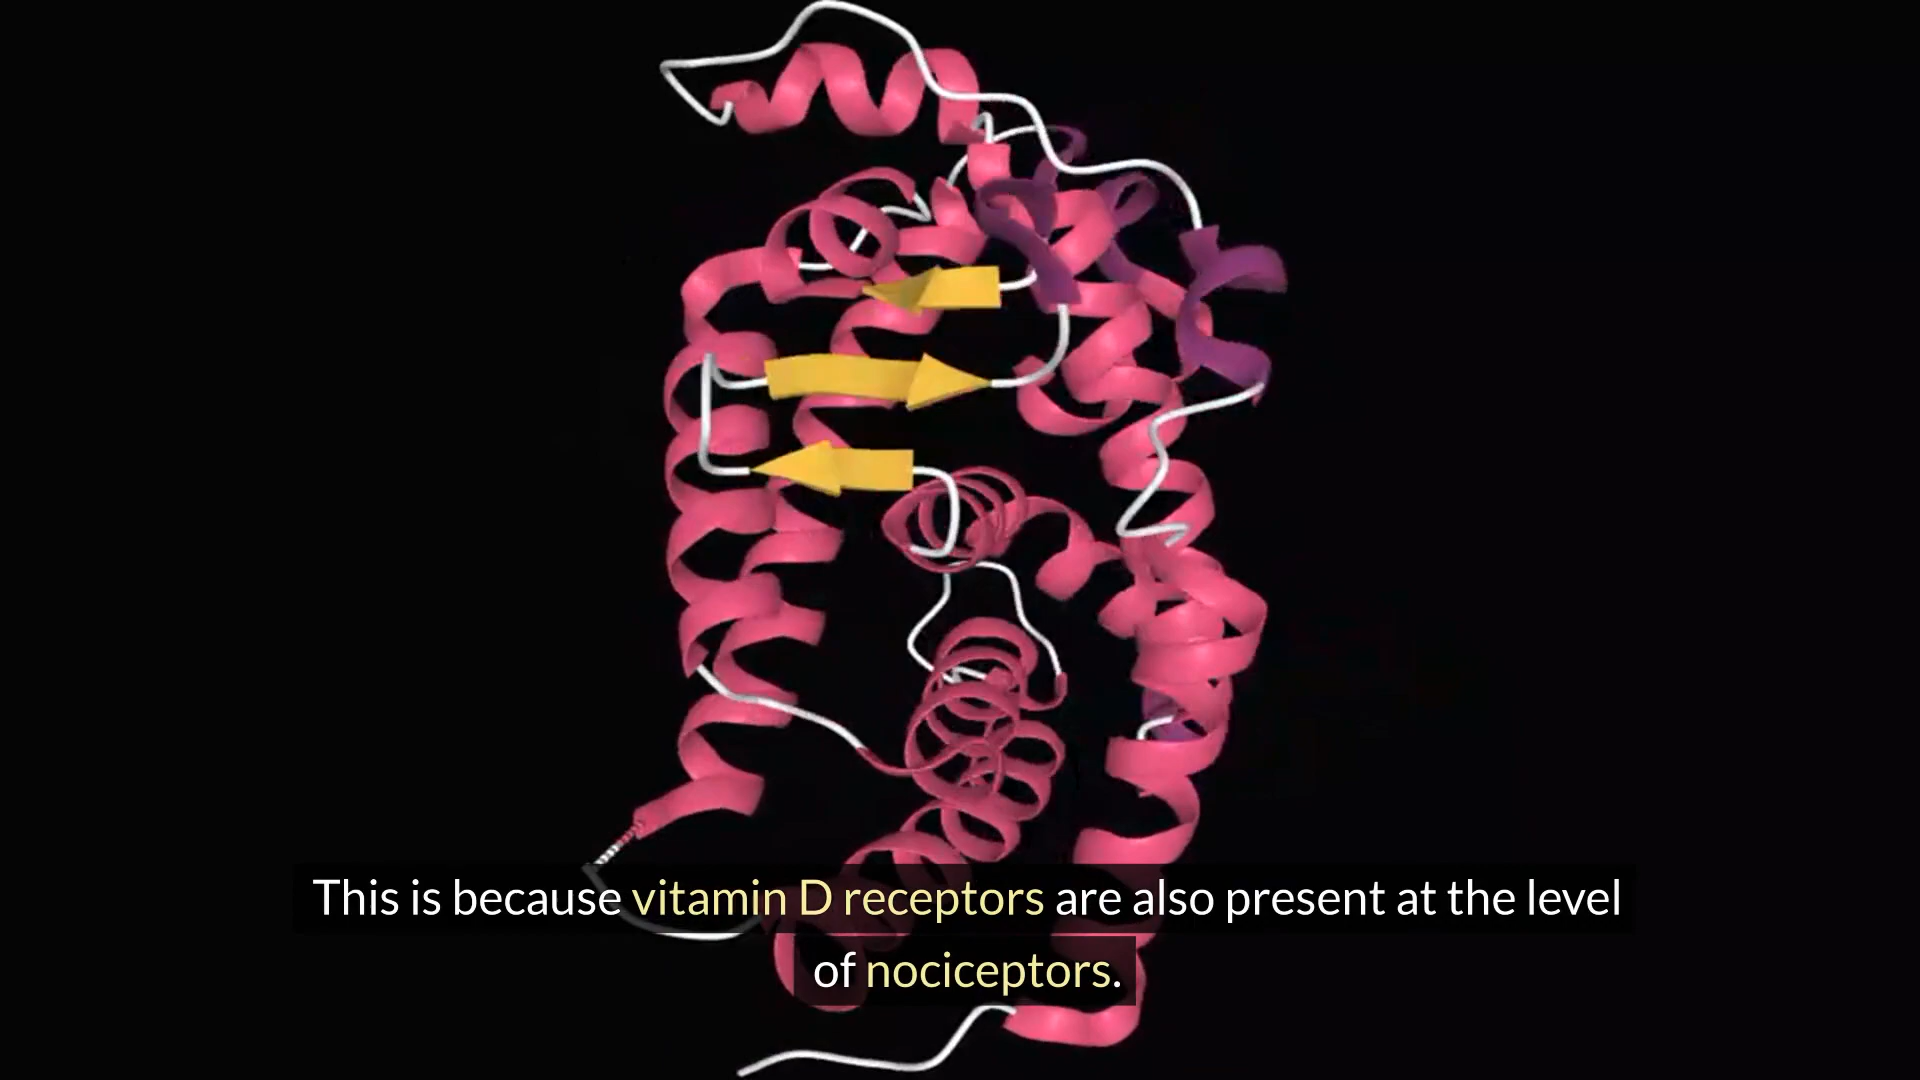 This is because vitamin D receptors are also present at the level
of nociceptors.